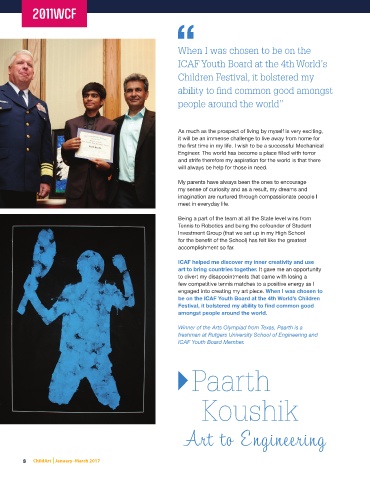 2011WCF
“
When I was chosen to be on the
ICAF Youth Board at the 4th World's
Children Festival, it bolstered my
ability to find common good amongst
people around the world”
As much as the prospect of living by myself is very exciting,
it will be an immense challenge to live away from home for
the first time in my life. I wish to be a successful Mechanical
Engineer. The world has become a place filled with terror
and strife therefore my aspiration for the world is that there
will always be help for those in need.
My parents have always been the ones to encourage
my sense of curiosity and as a result, my dreams and
imagination are nurtured through compassionate people I
meet in everyday life.
Being a part of the team at all the State level wins from
Tennis to Robotics and being the cofounder of Student
Investment Group (that we set up in my High School
for the benefit of the School) has felt like the greatest
accomplishment so far.
ICAF helped me discover my inner creativity and use
art to bring countries together. It gave me an opportunity
to divert my disappointments that came with losing a
few competitive tennis matches to a positive energy as I
engaged into creating my art piece. When I was chosen to
be on the ICAF Youth Board at the 4th World's Children
Festival, it bolstered my ability to find common good
amongst people around the world.
Winner of the Arts Olympiad from Texas, Paarth is a
freshman at Rutgers University School of Engineering and
ICAF Youth Board Member.
Paarth
Koushik
Art to Engineering
8 ChildArt | January-March 2017